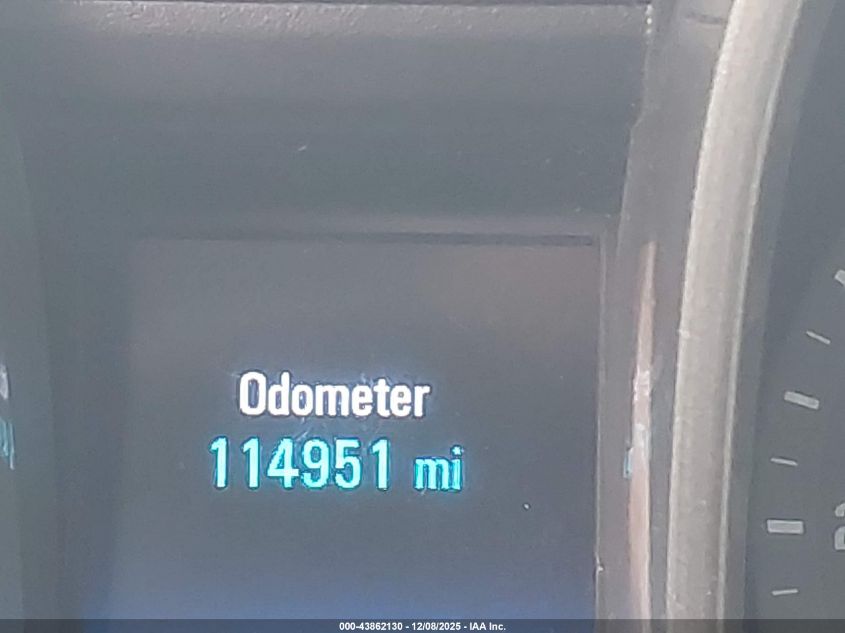 Odometer
114951 mi
000-43862130 - 12/08/2025 - IAA Inc.